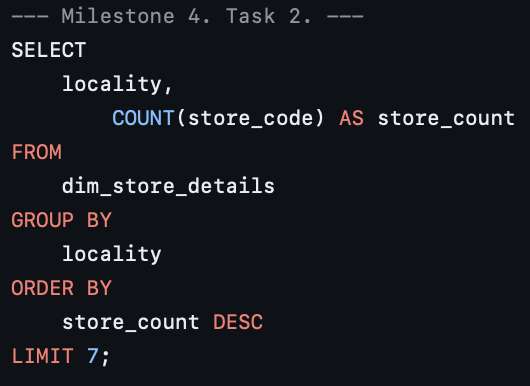 --- Milestone 4. Task 2. ---
SELECT
    locality,
        COUNT(store_code) AS store_count
FROM
    dim_store_details
GROUP BY
    locality
ORDER BY
    store_count DESC
LIMIT 7;